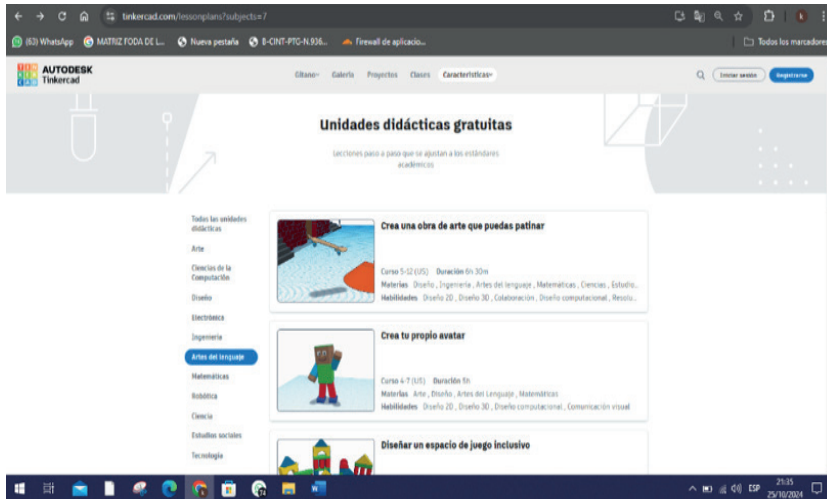 tinkercad.com/lessonplans?subjects=7
(63) WhatsApp
MATRIZ FODA DE L...
Nueva pestaña
B-CINT-PTG-N.936...
Firewall de aplicacio...
Todos los marcadores
AUTODESK
Tinkercad
Gitano
Galería
Proyectos
Clases
Características
Iniciar sesión
Registrarse
Unidades didácticas gratuitas
Lecciones paso a paso que se ajustan a los estándares
académicos
Todas las unidades
didácticas
Arte
Ciencias de la
Computación
Diseño
Electrónica
Ingeniería
Artes del lenguaje
Matemáticas
Robótica
Ciencia
Estudios sociales
Tecnología
Crea una obra de arte que puedas patinar
Curso 5-12 (US) Duración 6h 30m
Materias Diseño , Ingeniería , Artes del lenguaje , Matemáticas , Ciencias , Estudio..
Habilidades Diseño 2D , Diseño 3D , Colaboración , Diseño computacional , Resolu..
Crea tu propio avatar
Curso 4-7 (US) Duración 5h
Materias Arte , Diseño , Artes del Lenguaje , Matemáticas
Habilidades Diseño 2D , Diseño 3D , Diseño computacional , Comunicación visual
Diseñar un espacio de juego inclusivo
ESP
21:35
25/10/2024